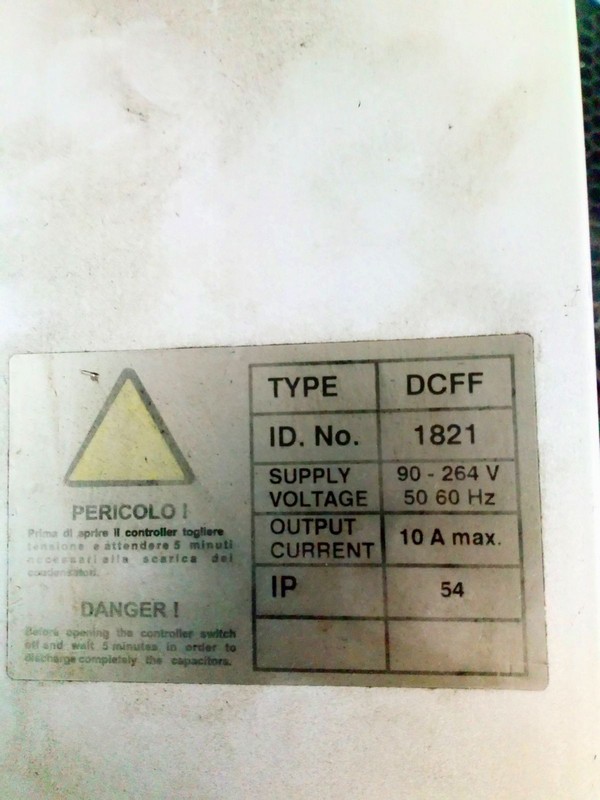 PERICOLO !
Prima di aprire il controller togliere
tensione e attendere 5 minuti
necessari alla scarica dei
condensatori.
DANGER !
Before opening the controller switch
off and wait 5 minutes in order to
discharge completely the capacitors.
TYPE DCFF
ID. No. 1821
SUPPLY VOLTAGE 90 - 264 V
50 60 Hz
OUTPUT CURRENT 10 A max.
IP 54